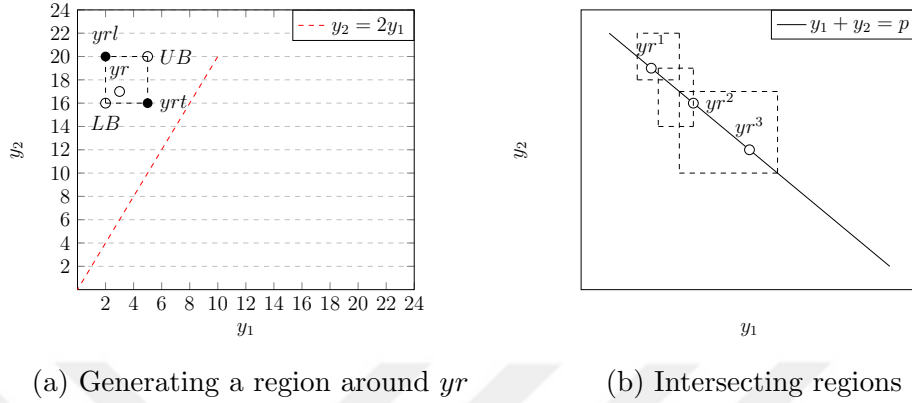 24
22
20
18
16
14
12
10
8
6
4
2
2 4 6 8 10 12 14 16 18 20 22 24
y₁
y₂
y₂ = 2y₁
yrl
UB
yr
LB
yrt
(a) Generating a region around yr
y₁ + y₂ = p
yr¹
yr²
yr³
y₂
y₁
(b) Intersecting regions